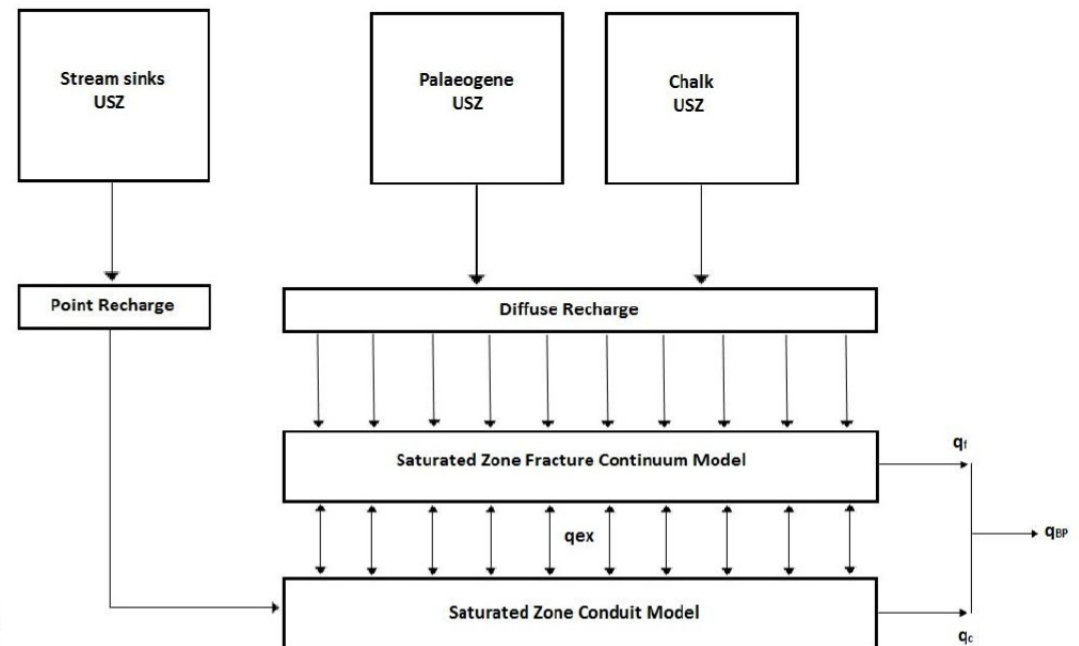 Stream sinks
USZ
Palaeogene
USZ
Chalk
USZ
Point Recharge
Diffuse Recharge
Saturated Zone Fracture Continuum Model
qf
qex
qBP
Saturated Zone Conduit Model
qc